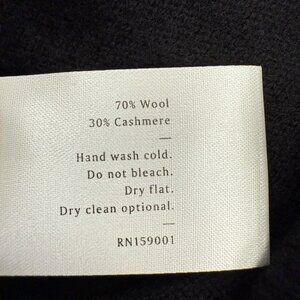 70% Wool
30% Cashmere
—
Hand wash cold.
Do not bleach.
Dry flat.
Dry clean optional.
—
RN159001